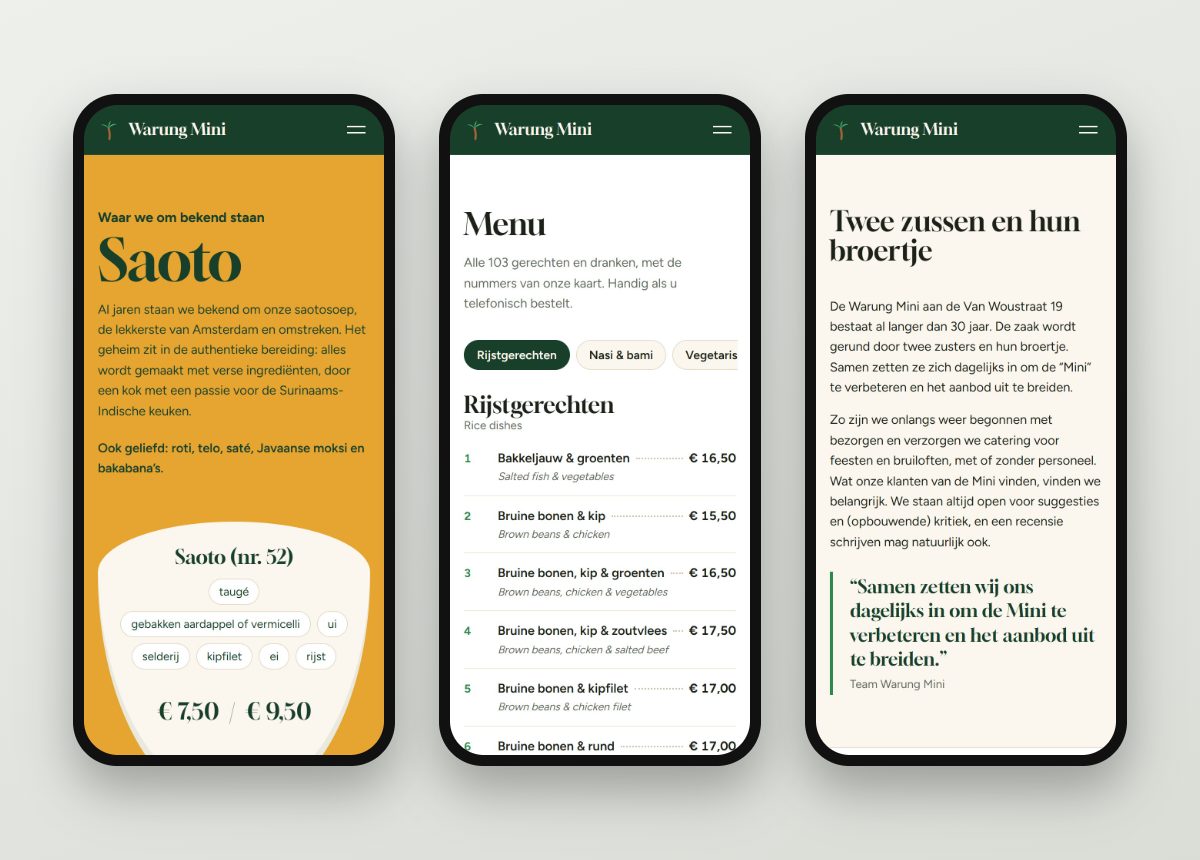 Warung Mini
Waar we om bekend staan
Saoto
Al jaren staan we bekend om onze saotosoep,
de lekkerste van Amsterdam en omstreken. Het
geheim zit in de authentieke bereiding: alles
wordt gemaakt met verse ingrediënten, door
een kok met een passie voor de Surinaams-
Indische keuken.
Ook geliefd: roti, telo, saté, Javaanse moksi en
bakabana's.
Saoto (nr. 52)
taugé
gebakken aardappel of vermicelli
ui
selderij
kipfilet
ei
rijst
€ 7,50 / € 9,50
Warung Mini
Menu
Alle 103 gerechten en dranken, met de
nummers van onze kaart. Handig als u
telefonisch bestelt.
Rijstgerechten
Nasi & bami
Vegetaris
Rijstgerechten
Rice dishes
1 Bakkeljauw & groenten € 16,50
Salted fish & vegetables
2 Bruine bonen & kip € 15,50
Brown beans & chicken
3 Bruine bonen, kip & groenten € 16,50
Brown beans, chicken & vegetables
4 Bruine bonen, kip & zoutvlees € 17,50
Brown beans, chicken & salted beef
5 Bruine bonen & kipfilet € 17,00
Brown beans & chicken filet
6 Bruine bonen & rund € 17,00
Warung Mini
Twee zussen en hun
broertje
De Warung Mini aan de Van Woustraat 19
bestaat al langer dan 30 jaar. De zaak wordt
gerund door twee zusters en hun broertje.
Samen zetten ze zich dagelijks in om de “Mini”
te verbeteren en het aanbod uit te breiden.
Zo zijn we onlangs weer begonnen met
bezorgen en verzorgen we catering voor
feesten en bruiloften, met of zonder personeel.
Wat onze klanten van de Mini vinden, vinden we
belangrijk. We staan altijd open voor suggesties
en (opbouwende) kritiek, en een recensie
schrijven mag natuurlijk ook.
“Samen zetten wij ons
dagelijks in om de Mini te
verbeteren en het aanbod uit
te breiden.”
Team Warung Mini